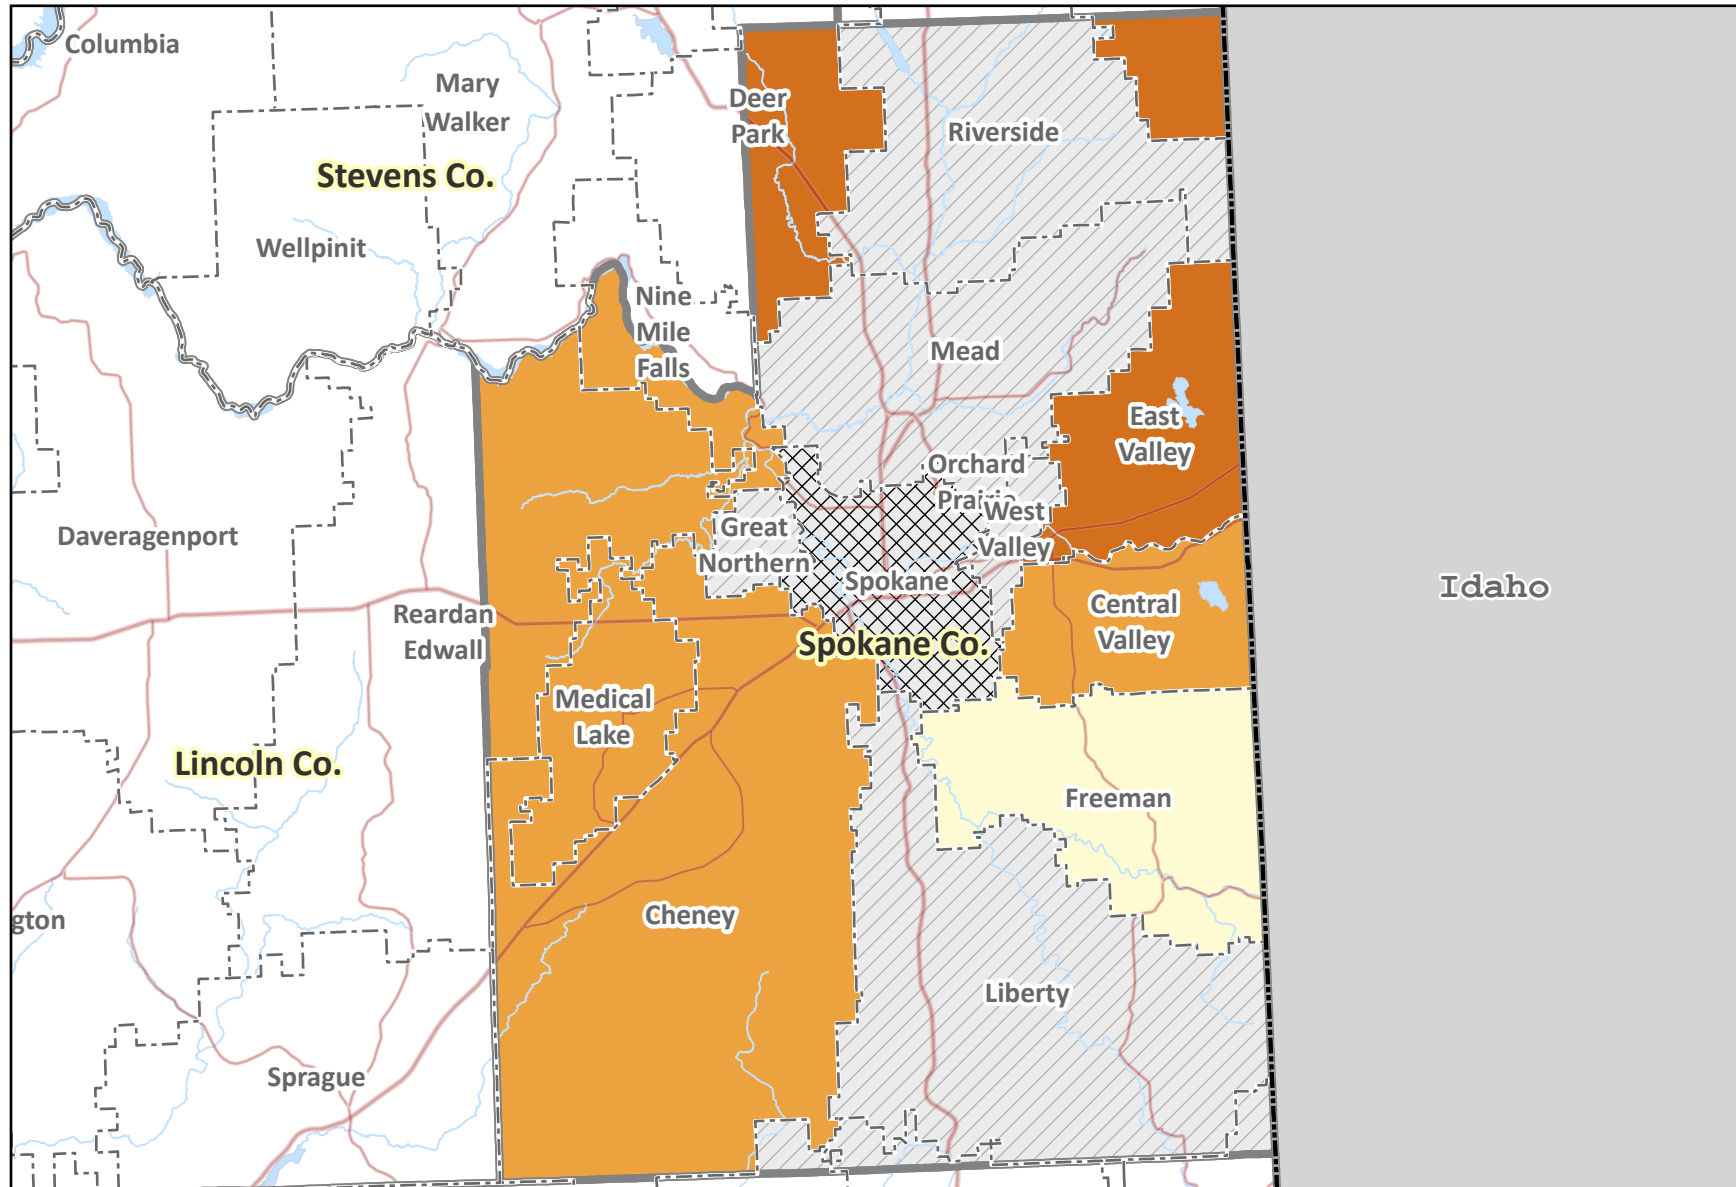 Columbia
Mary
Walker
Deer
Park
Riverside
Stevens Co.
Wellpinit
Nine
Mile
Falls
Mead
East
Valley
Orchard
Prairie
West
Valley
Great
Northern
Daveragenport
Spokane
Idaho
Reardan
Edwall
Central
Valley
Spokane Co.
Medical
Lake
Lincoln Co.
Freeman
Cheney
gton
Liberty
Sprague